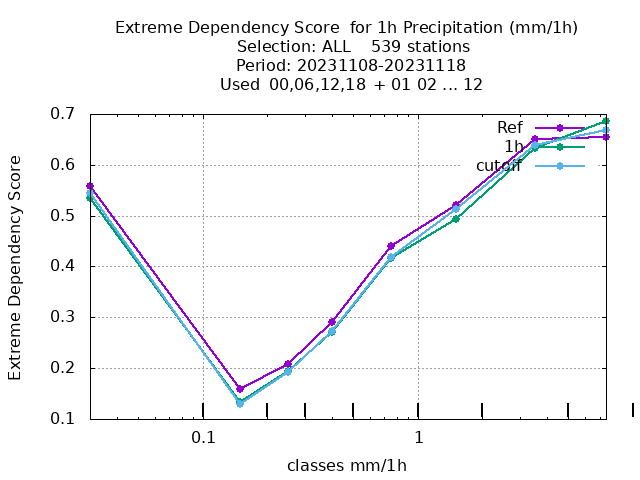 Extreme Dependency Score  for 1h Precipitation (mm/1h)
Selection: ALL    539 stations
Period: 20231108-20231118
Used  00,06,12,18  + 01 02 ... 12
Extreme Dependency Score
0.7
0.6
0.5
0.4
0.3
0.2
0.1
Ref
1h
cutoff
0.1
1
classes mm/1h